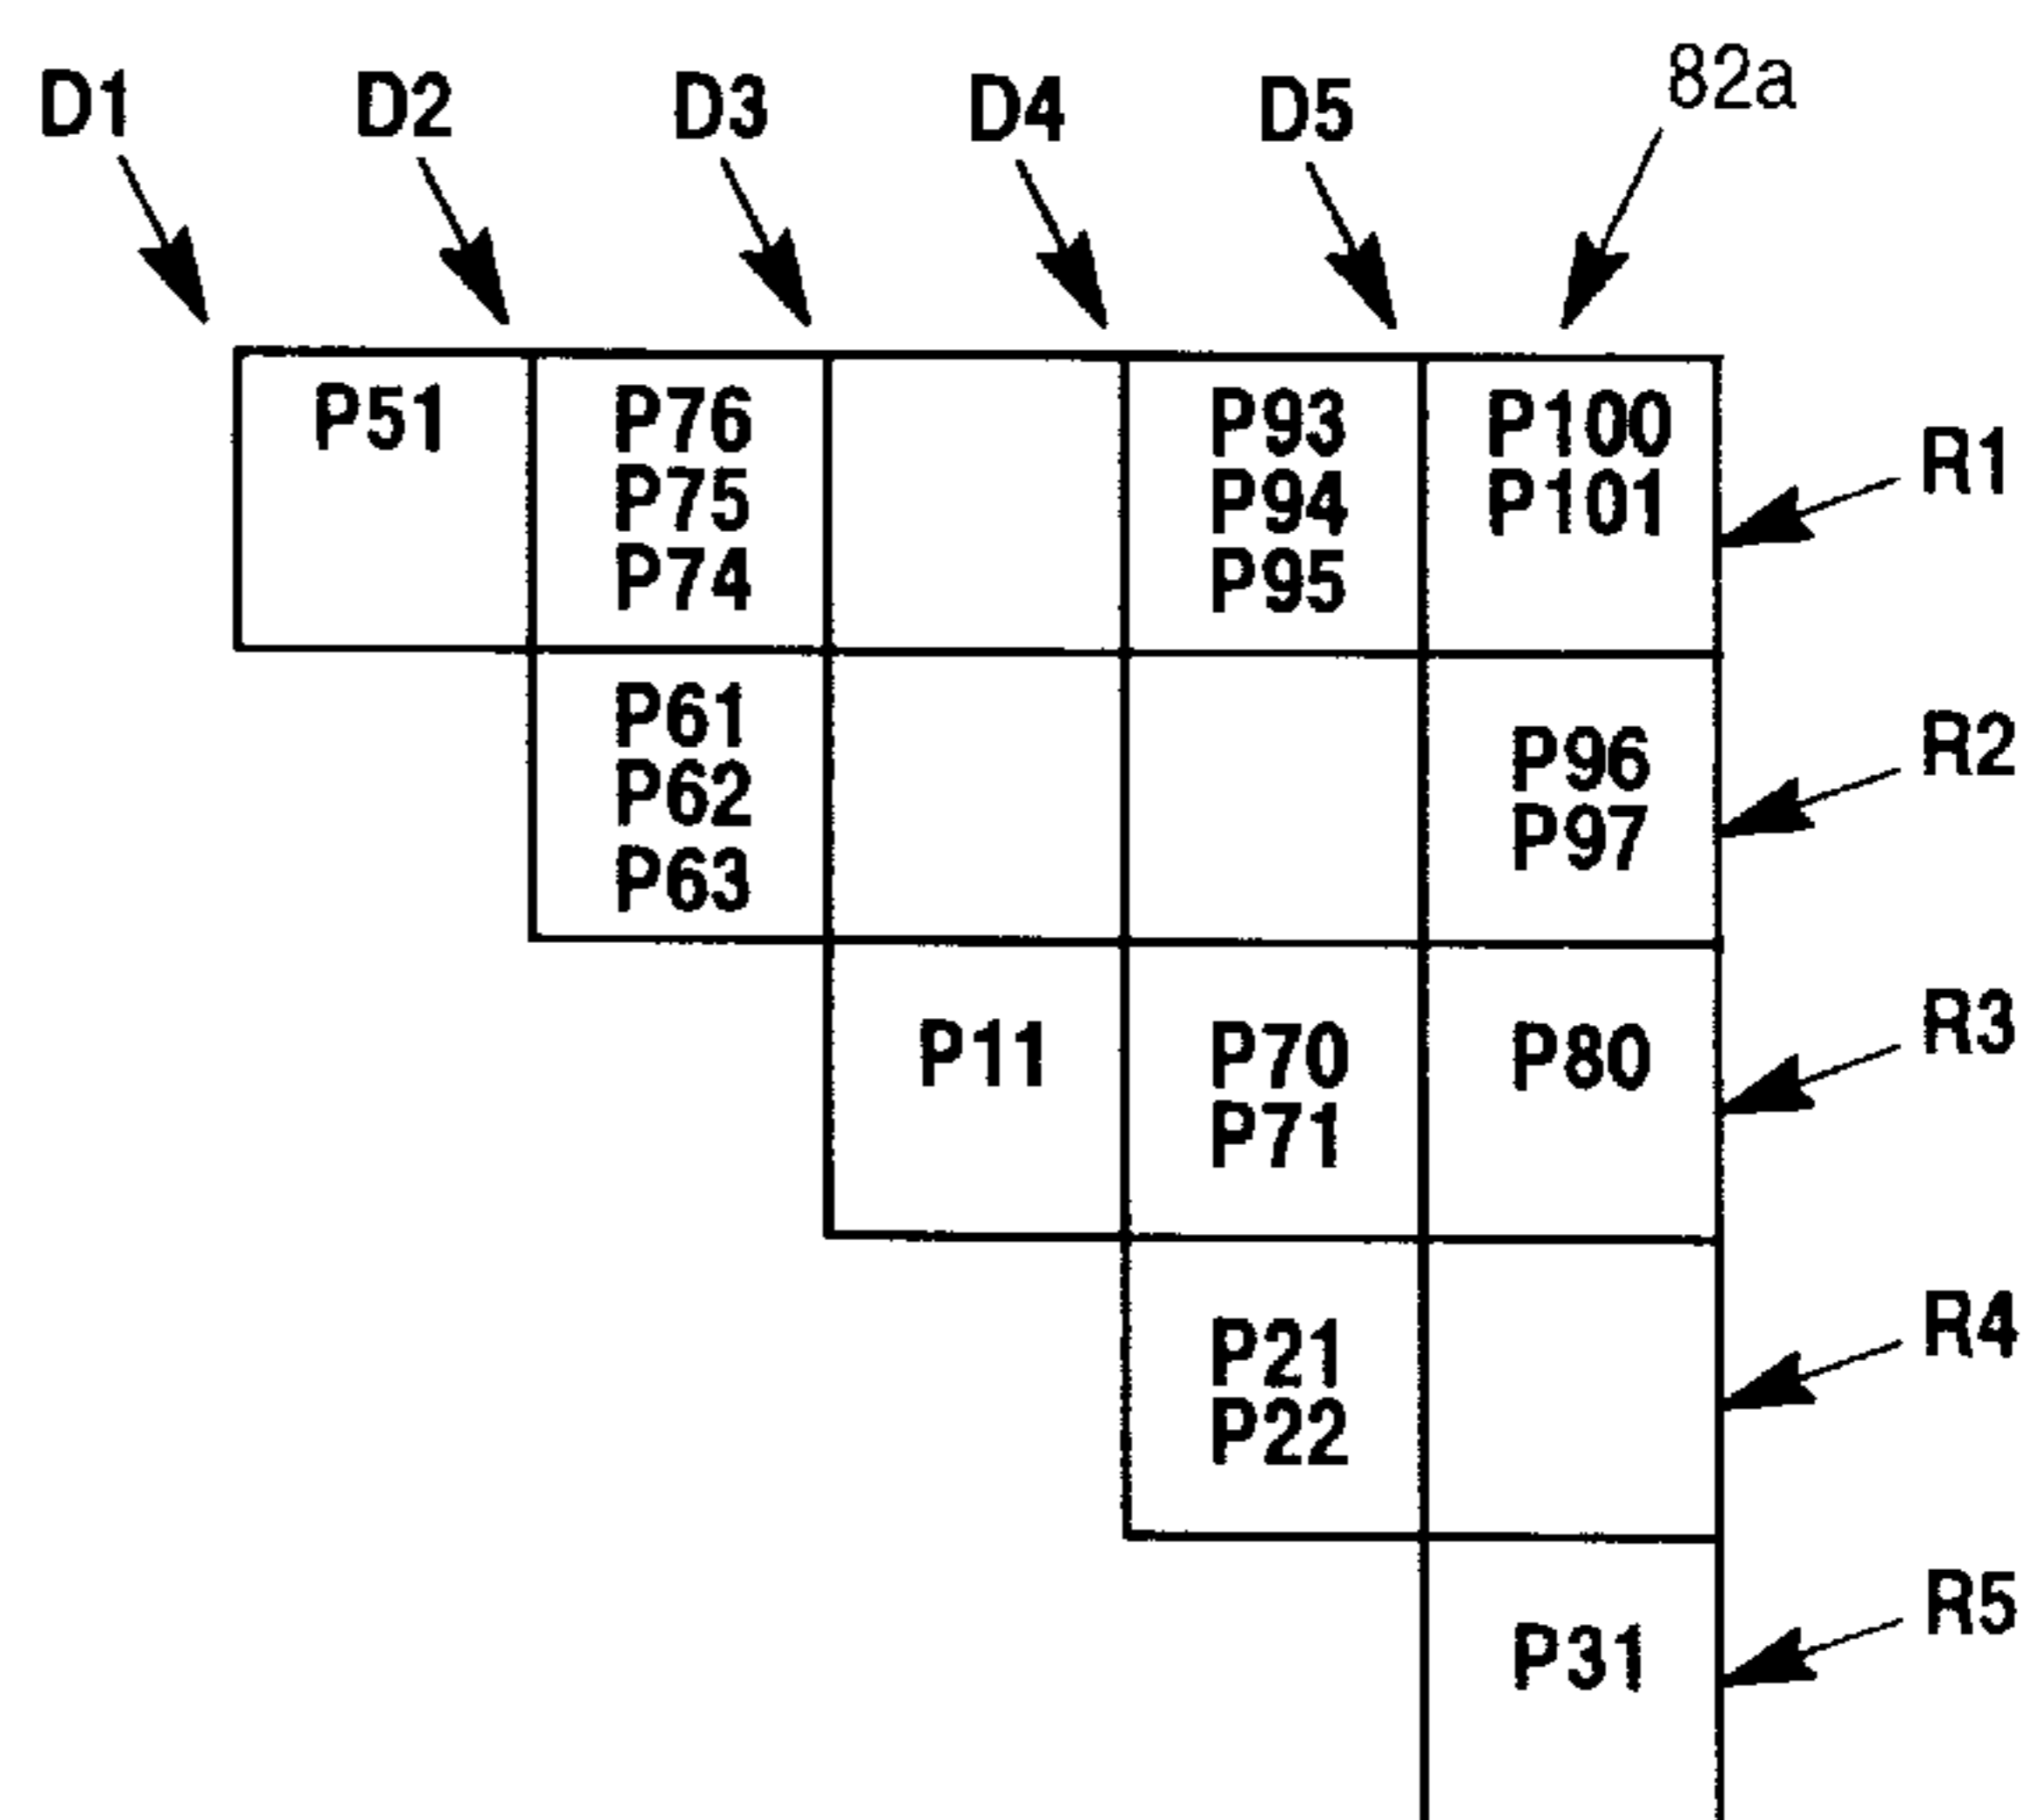 D1 D2 D3 D4 D5 82a
P51 P76 P93 P100 R1
P75 P94 P101
P74 P95
P61 R2
P62 P96
P63 P97
P11 P70 P80 R3
P71
P21 R4
P22
P31 R5